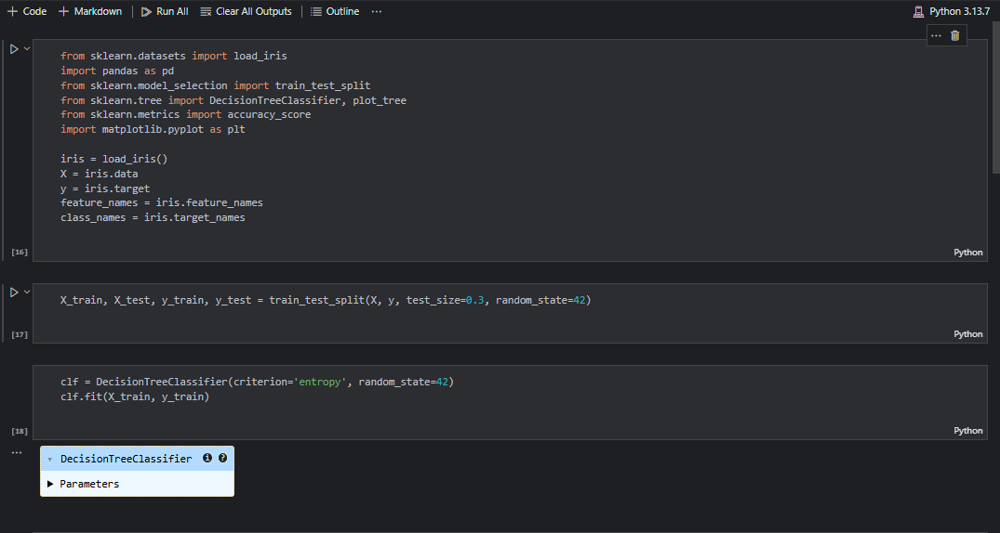 Code Markdown Run All Clear All Outputs Outline ... Python 3.13.7
from sklearn.datasets import load_iris
import pandas as pd
from sklearn.model_selection import train_test_split
from sklearn.tree import DecisionTreeClassifier, plot_tree
from sklearn.metrics import accuracy_score
import matplotlib.pyplot as plt
iris = load_iris()
X = iris.data
y = iris.target
feature_names = iris.feature_names
class_names = iris.target_names
[16] Python
X_train, X_test, y_train, y_test = train_test_split(X, y, test_size=0.3, random_state=42)
[17] Python
clf = DecisionTreeClassifier(criterion='entropy', random_state=42)
clf.fit(X_train, y_train)
[18] Python
... DecisionTreeClassifier i ?
Parameters